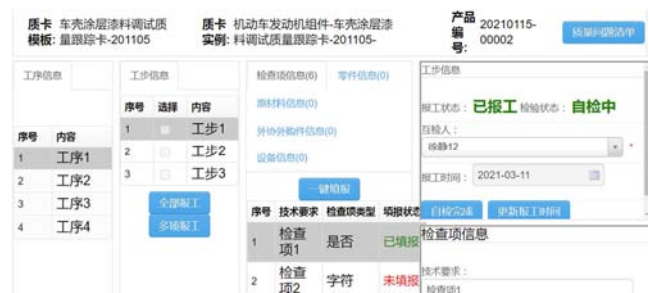 质卡模板: 车壳涂层漆料调试质量跟踪卡-201105
质卡实例: 机动车发动机组件-车壳涂层漆料调试质量跟踪卡-201105-
产品编号: 20210115-00002
质量问题清单
工序信息
序号 内容
1 工序1
2 工序2
3 工序3
4 工序4
工步信息
序号 选择 内容
1 工步1
2 工步2
3 工步3
全部报工
多项报工
检查项信息(6) 零件信息(0)
原材料信息(0)
外协外购件信息(0)
设备信息(0)
一键填报
序号 技术要求 检查项类型 填报状态
1 检查项1 是否 已填报
2 检查项2 字符 未填报
工步信息
报工状态: 已报工 检验状态: 自检中
互检人:
徐静12
*
报工时间: 2021-03-11
自检完成 更新报工时间
检查项信息
技术要求:
检查项1